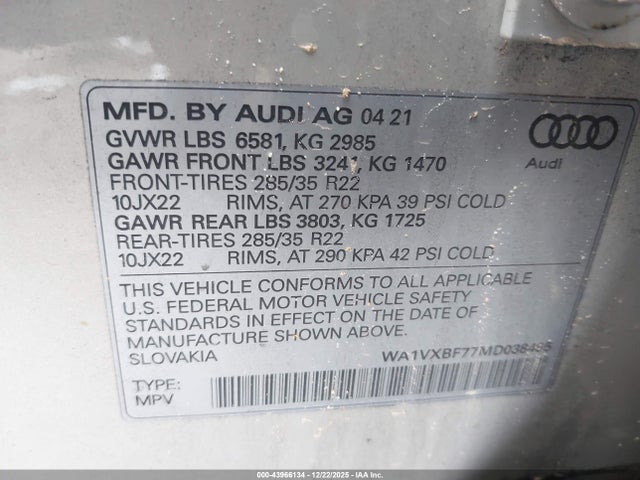 MFD. BY AUDI AG 04 21
GVWR LBS 6581, KG 2985
GAWR FRONT LBS 3241, KG 1470
FRONT-TIRES 285/35 R22
10JX22 RIMS, AT 270 KPA 39 PSI COLD
GAWR REAR LBS 3803, KG 1725
REAR-TIRES 285/35 R22
10JX22 RIMS, AT 290 KPA 42 PSI COLD
Audi
THIS VEHICLE CONFORMS TO ALL APPLICABLE
U.S. FEDERAL MOTOR VEHICLE SAFETY
STANDARDS IN EFFECT ON THE DATE OF
MANUFACTURE SHOWN ABOVE.
SLOVAKIA
TYPE:
MPV
000-43966134 - 12/22/2025 - IAA CA